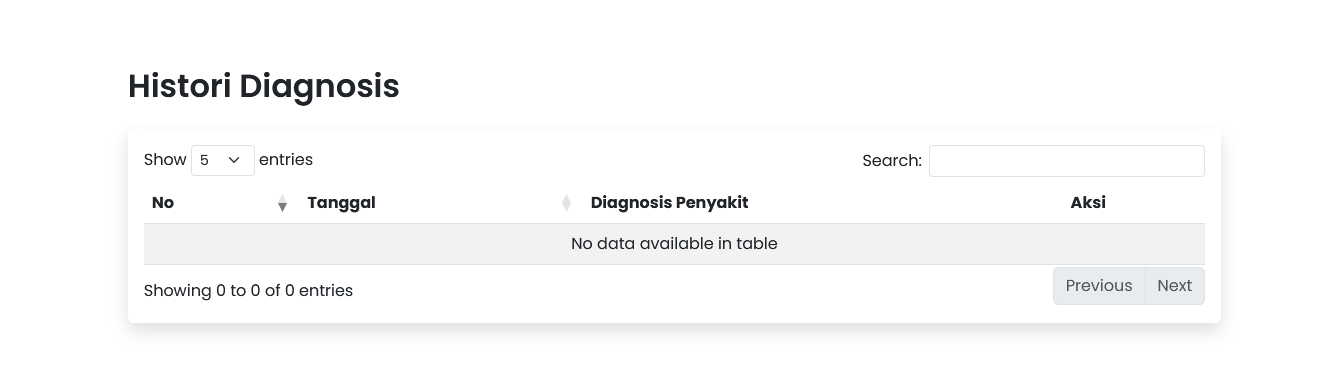 Histori Diagnosis
Show 5 entries Search:
No Tanggal Diagnosis Penyakit Aksi
No data available in table
Showing 0 to 0 of 0 entries Previous Next